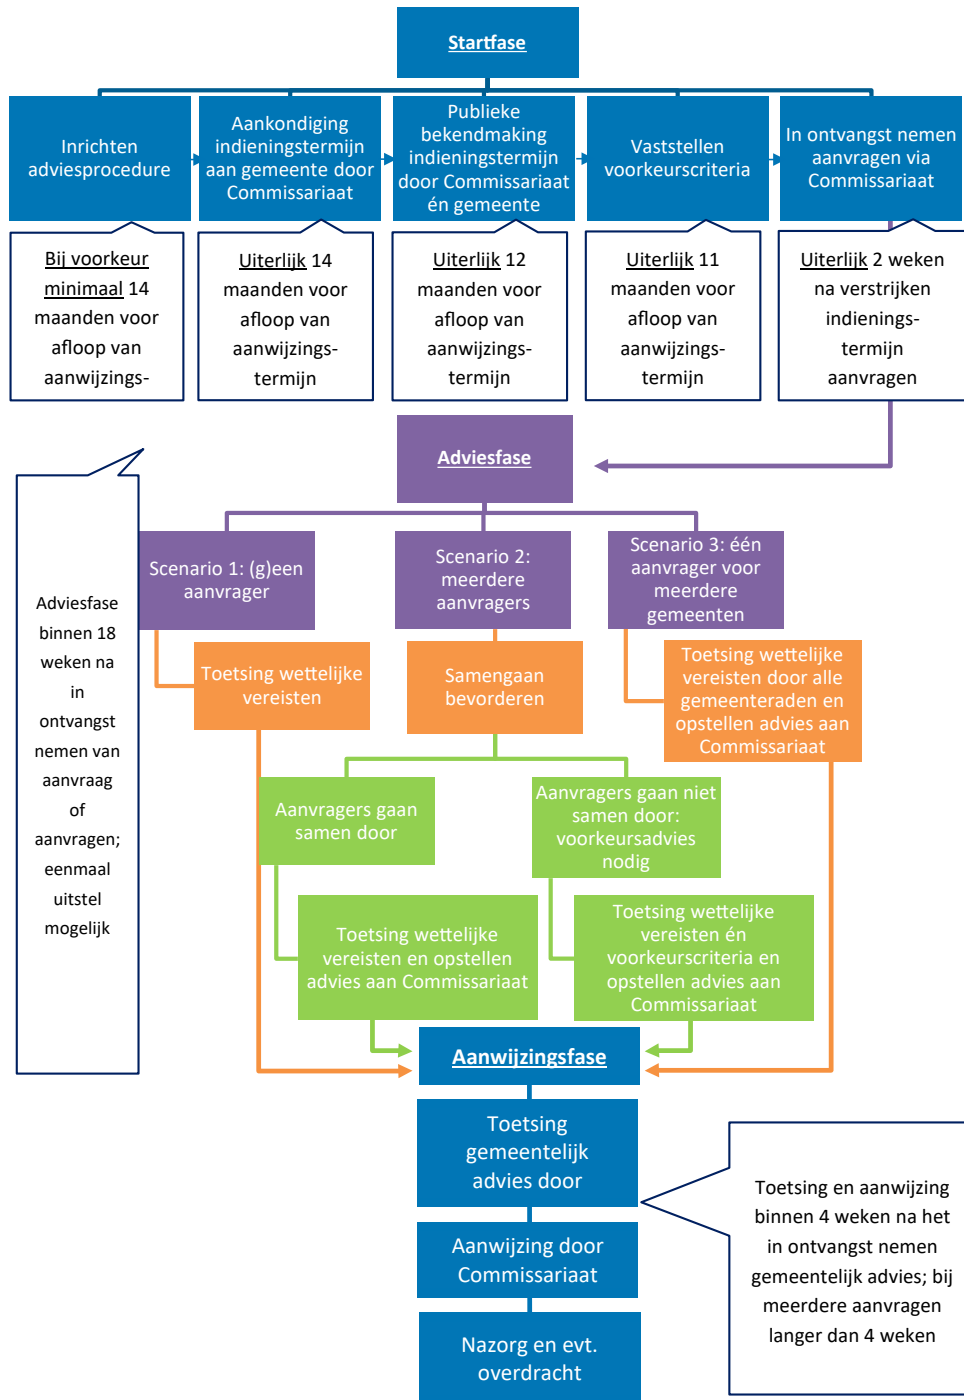 Startfase
Inrichten
adviesprocedure
Aankondiging
indieningstermijn
aan gemeente door
Commissariaat
Publieke
bekendmaking
indieningstermijn
door Commissariaat
én gemeente
Vaststellen
voorkeurscriteria
In ontvangst nemen
aanvragen via
Commissariaat
Bij voorkeur
minimaal 14
maanden voor
afloop van
aanwijzings-
Uiterlijk 14
maanden voor
afloop van
aanwijzings-
termijn
Uiterlijk 12
maanden voor
afloop van
aanwijzings-
termijn
Uiterlijk 11
maanden voor
afloop van
aanwijzings-
termijn
Uiterlijk 2 weken
na verstrijken
indienings-
termijn
aanvragen
Adviesfase
Adviesfase
binnen 18
weken na
in
ontvangst
nemen van
aanvraag
of
aanvragen;
eenmaal
uitstel
mogelijk
Scenario 1: (g)een
aanvrager
Scenario 2:
meerdere
aanvragers
Scenario 3: één
aanvrager voor
meerdere
gemeenten
Toetsing wettelijke
vereisten
Samengaan
bevorderen
Toetsing wettelijke
vereisten door alle
gemeenteraden en
opstellen advies aan
Commissariaat
Aanvragers gaan
samen door
Aanvragers gaan niet
samen door:
voorkeursadvies
nodig
Toetsing wettelijke
vereisten en opstellen
advies aan Commissariaat
Toetsing wettelijke
vereisten én
voorkeurscriteria en
opstellen advies aan
Commissariaat
Aanwijzingsfase
Toetsing
gemeentelijk
advies door
Toetsing en aanwijzing
binnen 4 weken na het
in ontvangst nemen
gemeentelijk advies; bij
meerdere aanvragen
langer dan 4 weken
Aanwijzing door
Commissariaat
Nazorg en evt.
overdracht